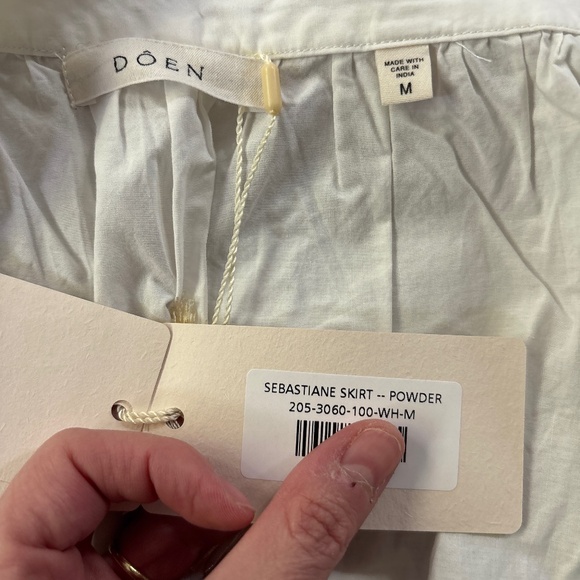 DÔEN
MADE WITH
CARE IN
INDIA
M
SEBASTIANE SKIRT -- POWDER
205-3060-100-WH-M